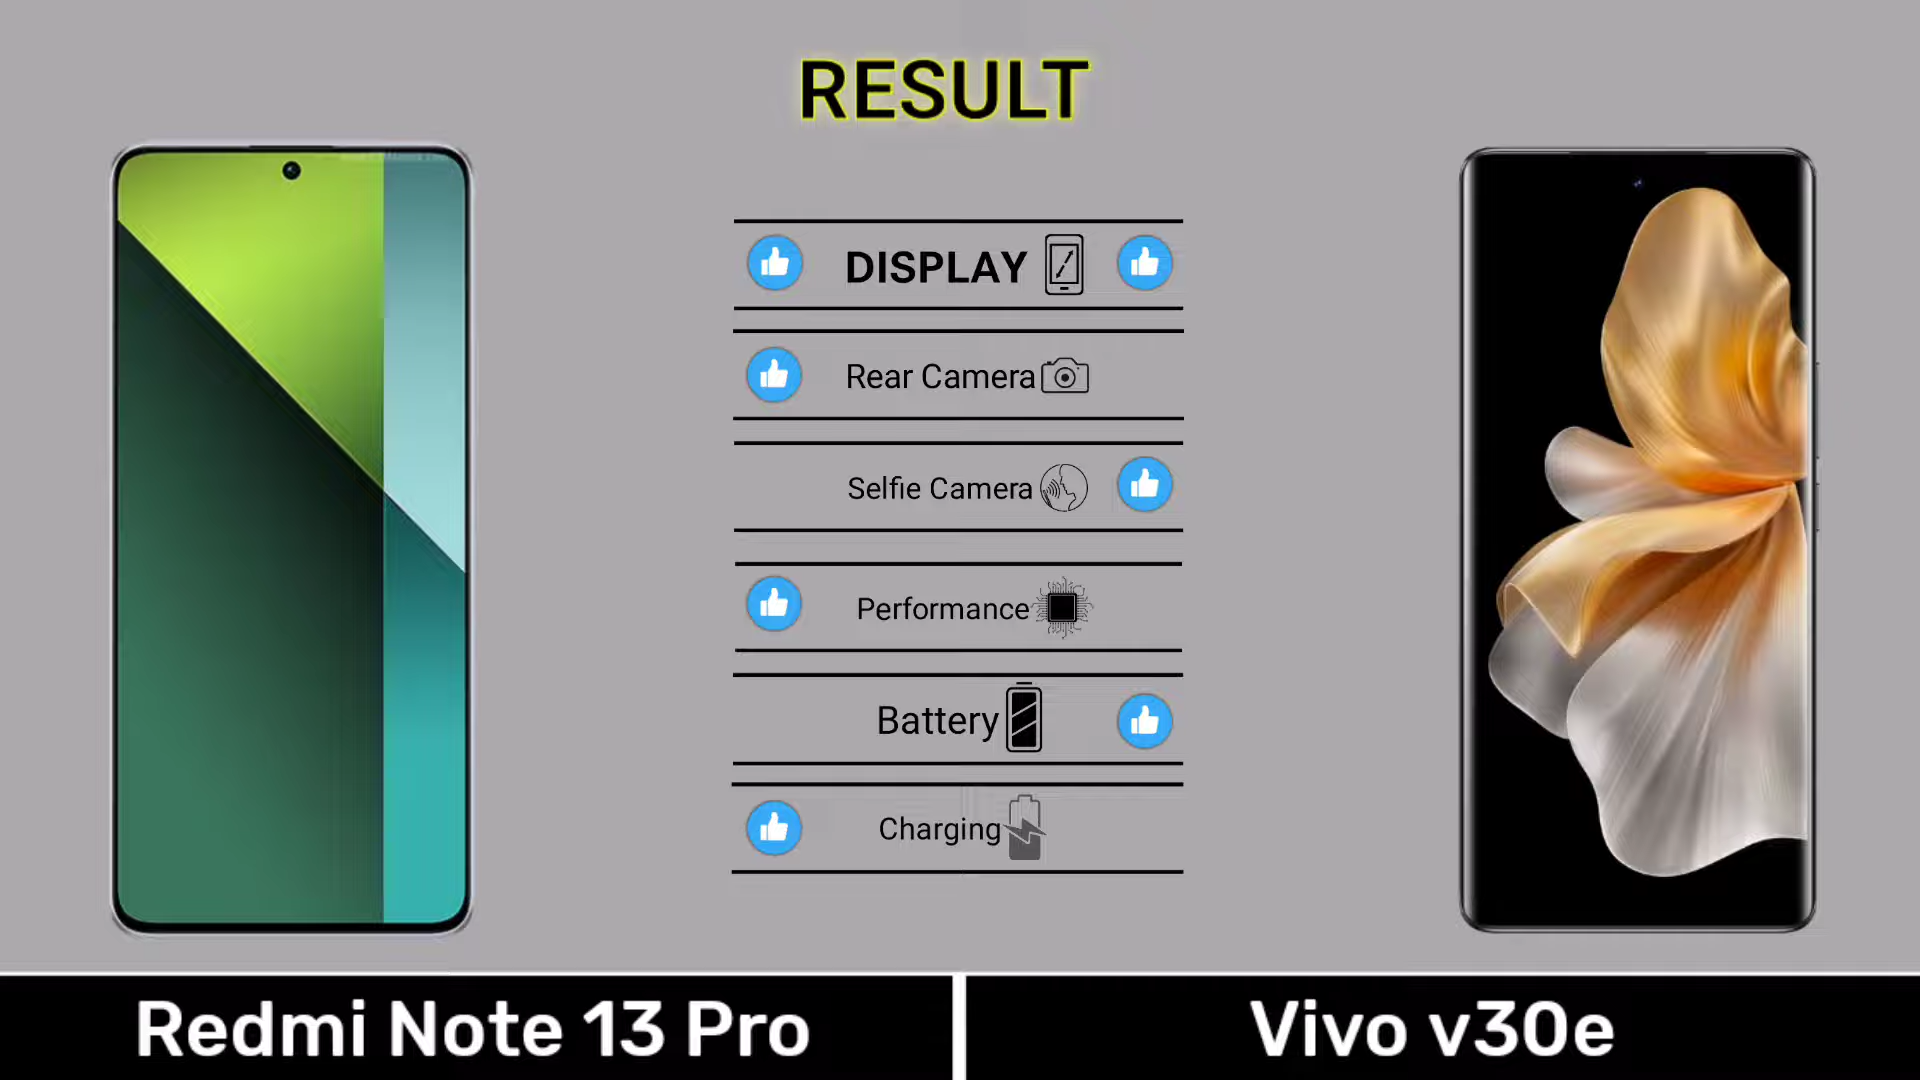 RESULT
DISPLAY
Rear Camera
Selfie Camera
Performance
Battery
Charging
Redmi Note 13 Pro
Vivo v30e